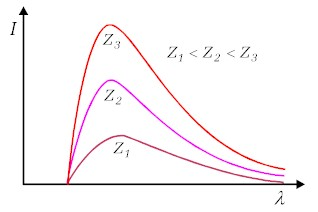 I
Z₃
Z₁ < Z₂ < Z₃
Z₂
Z₁
λ